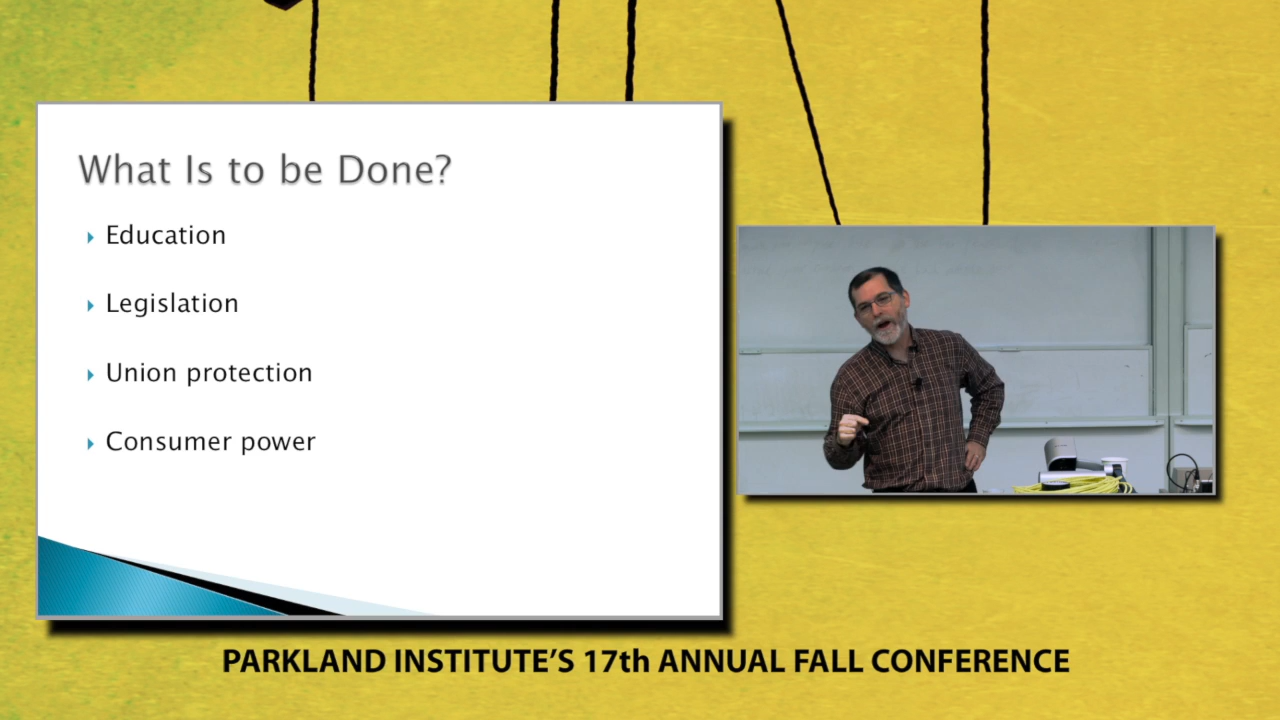 What Is to be Done?
Education
Legislation
Union protection
Consumer power
PARKLAND INSTITUTE'S 17th ANNUAL FALL CONFERENCE